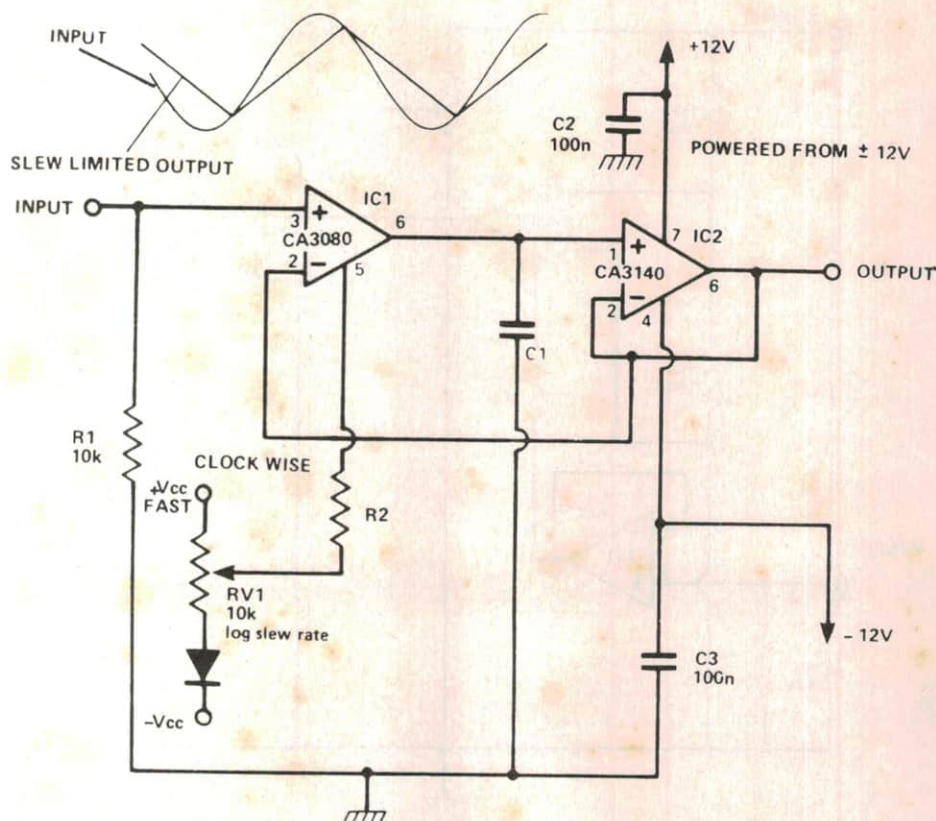 INPUT
SLEW LIMITED OUTPUT
INPUT
3
+
IC1
6
CA3080
2
−
5
C2
100n
+12V
POWERED FROM ± 12V
7
IC2
1
+
CA3140
6
2
−
4
OUTPUT
C1
R1
10k
CLOCK WISE
+Vcc
FAST
R2
RV1
10k
log slew rate
−Vcc
C3
100n
− 12V